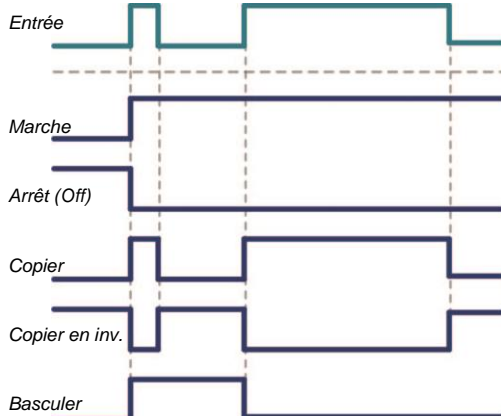 Entrée
Marche
Arrêt (Off)
Copier
Copier en inv.
Basculer